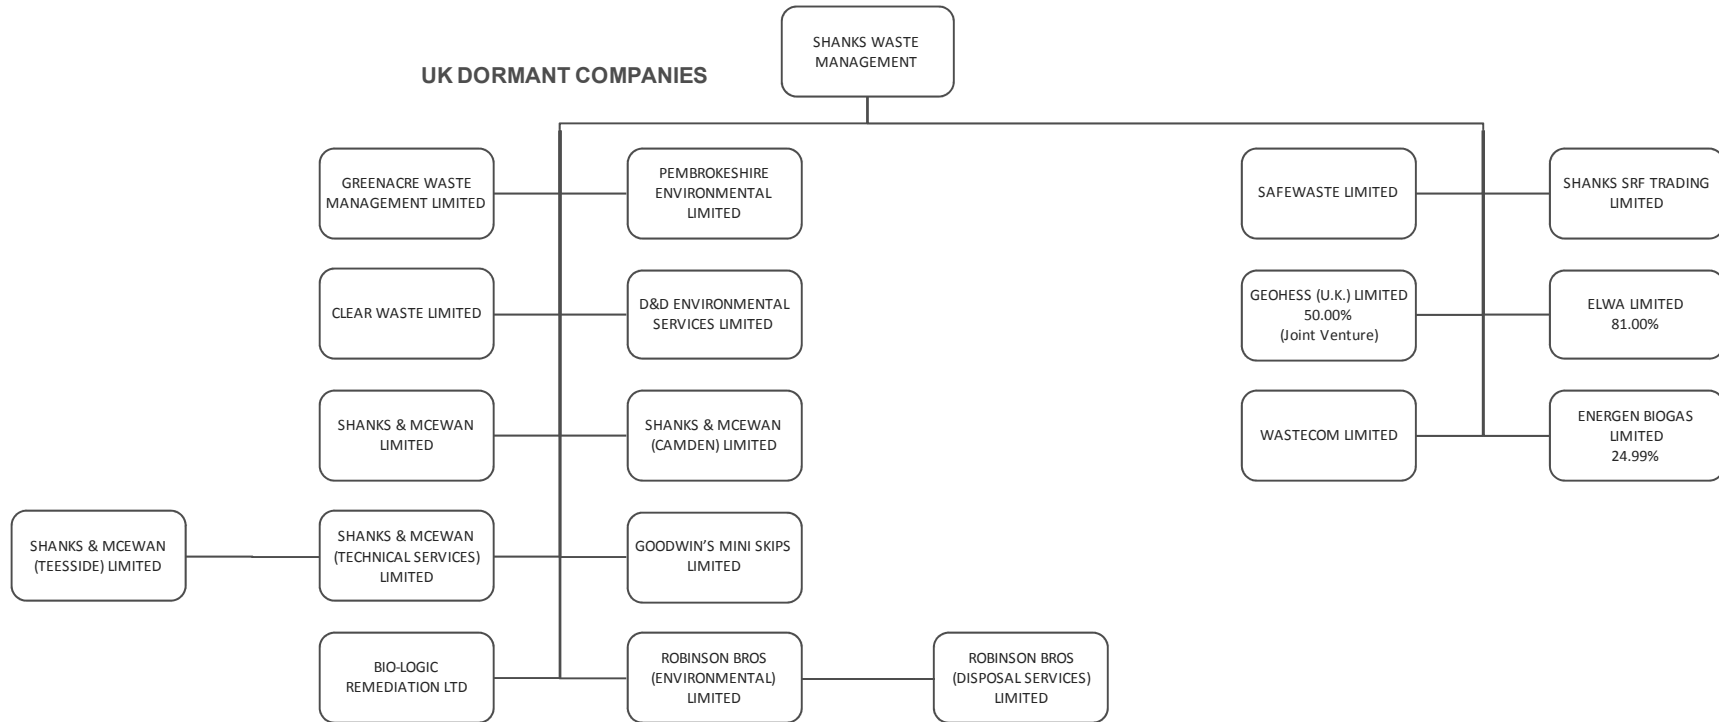 SHANKS WASTE
MANAGEMENT
UK DORMANT COMPANIES
GREENACRE WASTE
MANAGEMENT LIMITED
PEMBROKESHIRE
ENVIRONMENTAL
LIMITED
SAFEWASTE LIMITED
SHANKS SRF TRADING
LIMITED
CLEAR WASTE LIMITED
D&D ENVIRONMENTAL
SERVICES LIMITED
GEOHESS (U.K.) LIMITED
50.00%
(Joint Venture)
ELWA LIMITED
81.00%
SHANKS & MCEWAN
LIMITED
SHANKS & MCEWAN
(CAMDEN) LIMITED
WASTECOM LIMITED
ENERGEN BIOGAS
LIMITED
24.99%
SHANKS & MCEWAN
(TEESSIDE) LIMITED
SHANKS & MCEWAN
(TECHNICAL SERVICES)
LIMITED
GOODWIN’S MINI SKIPS
LIMITED
BIO-LOGIC
REMEDIATION LTD
ROBINSON BROS
(ENVIRONMENTAL)
LIMITED
ROBINSON BROS
(DISPOSAL SERVICES)
LIMITED